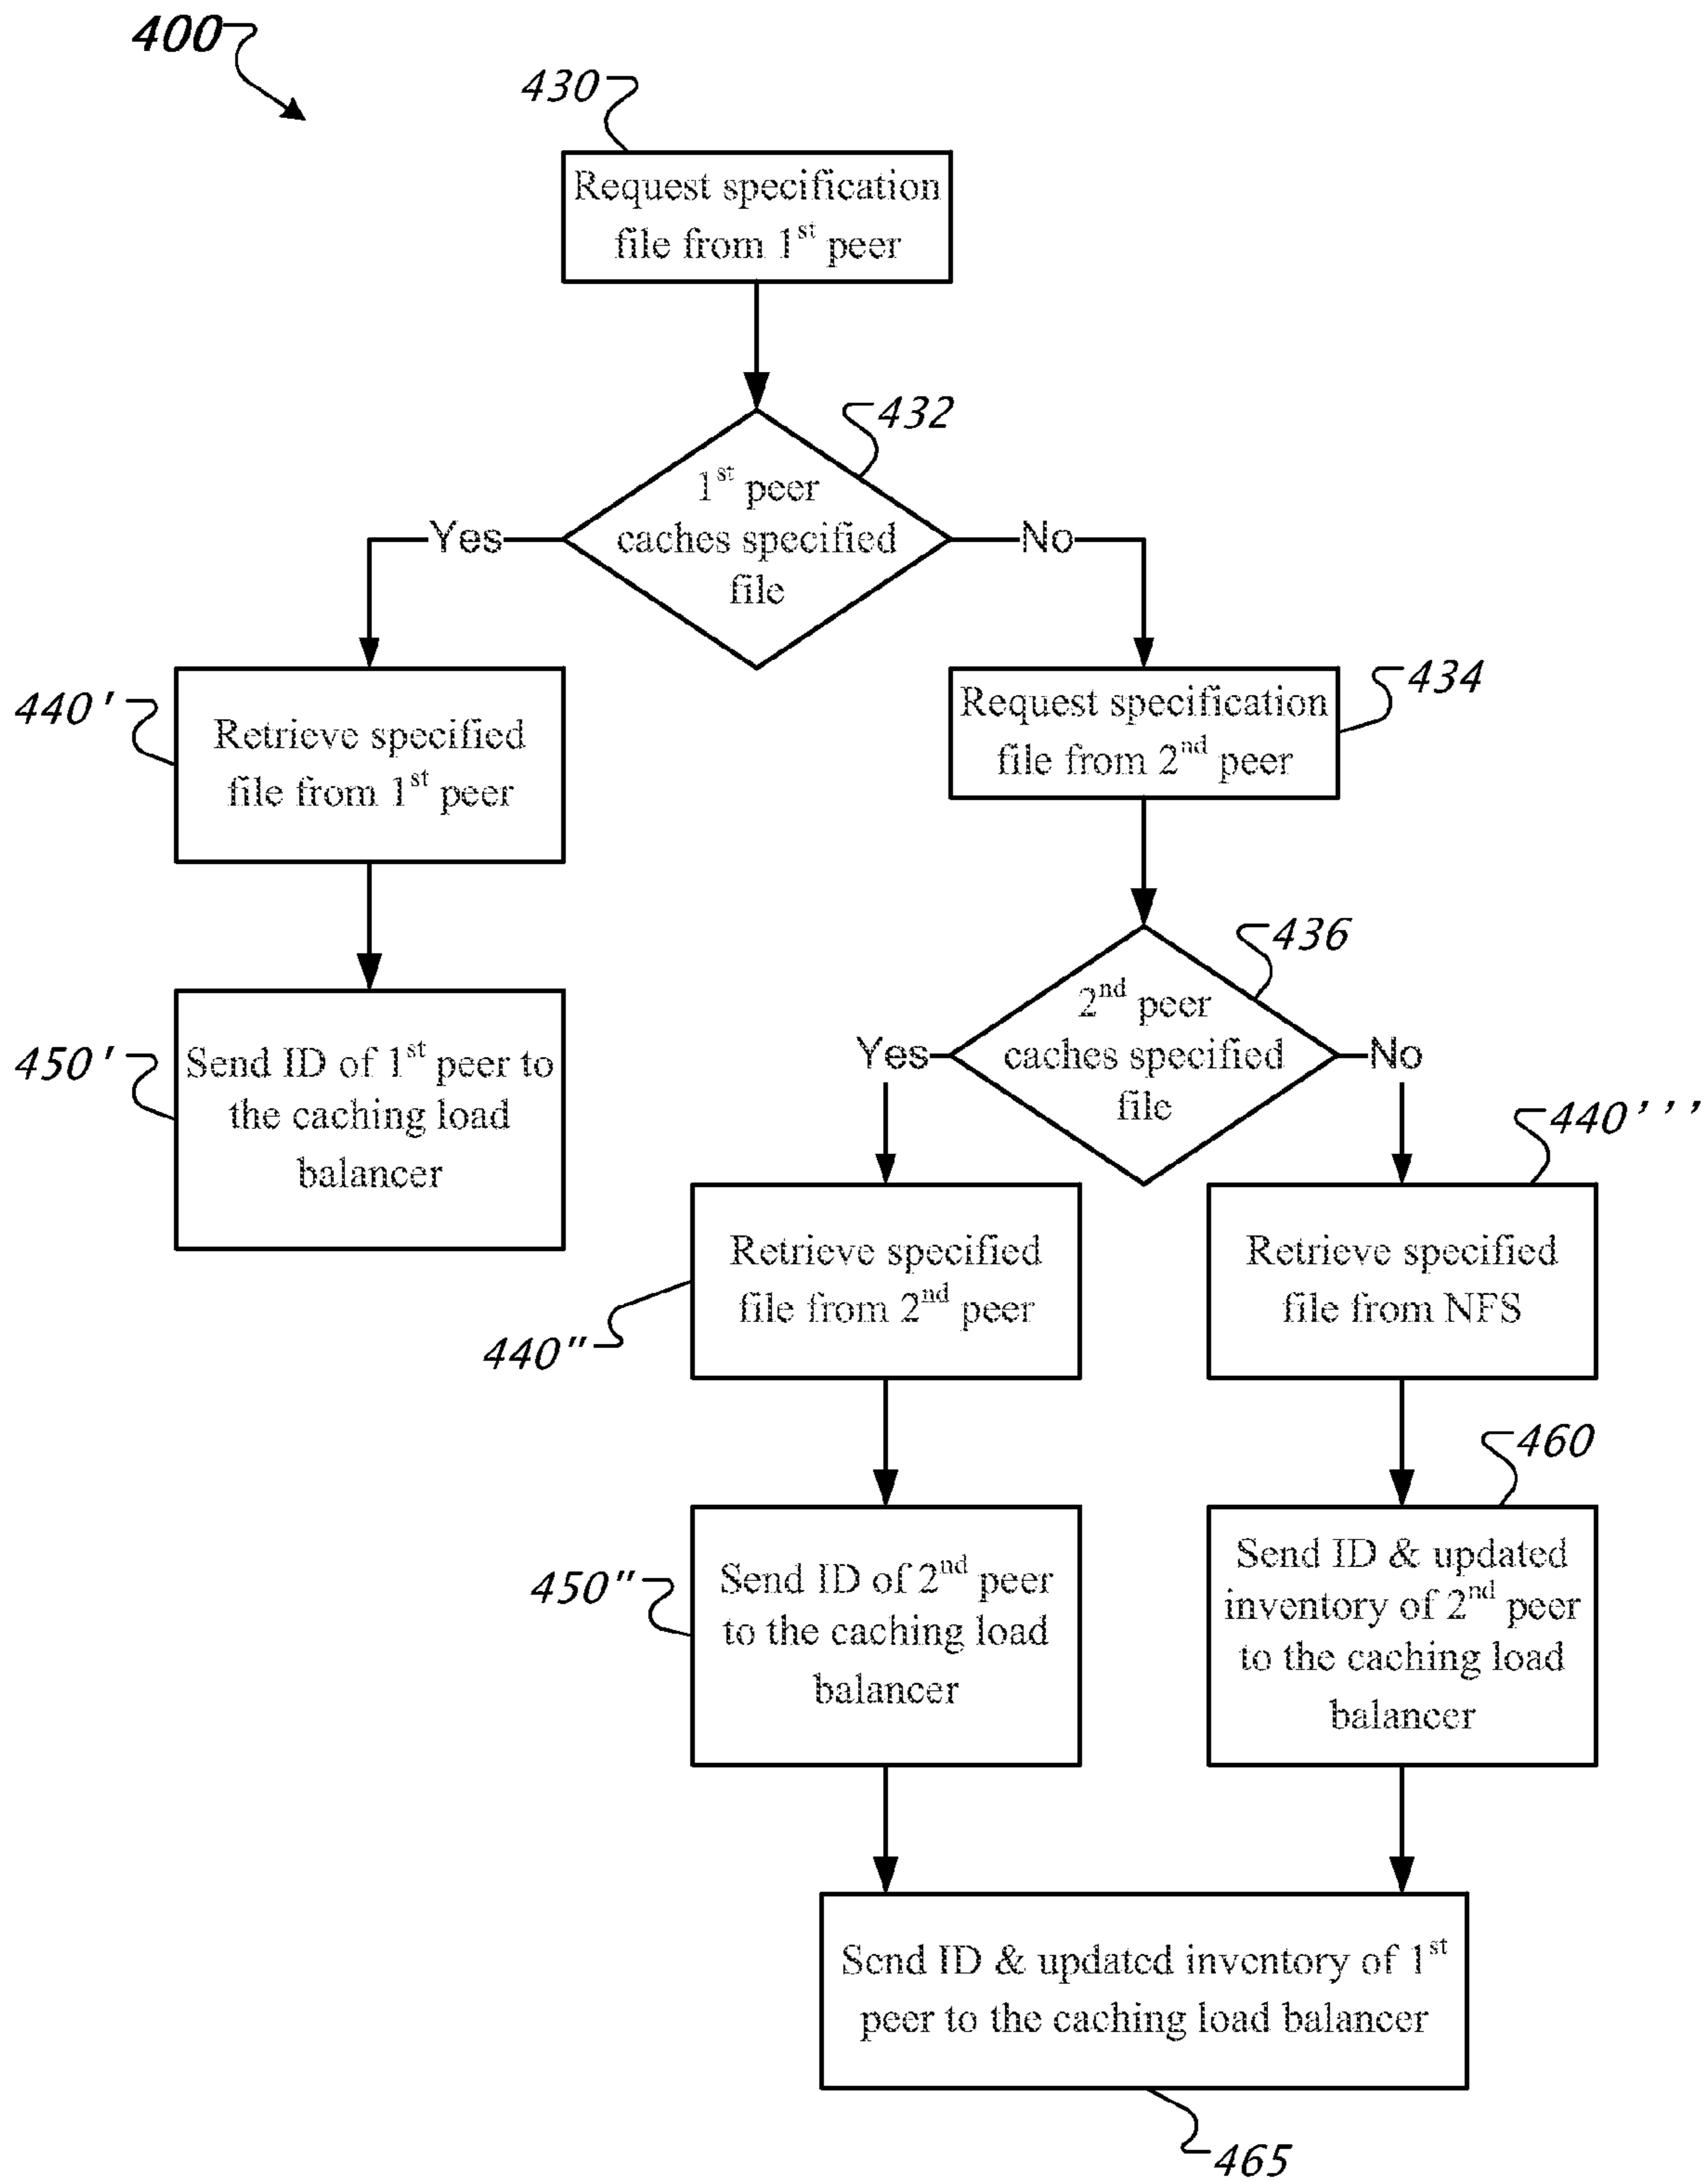 400
430
Request specification
file from 1st peer
432
1st peer
caches specified
file
Yes
No
440'
Retrieve specified
file from 1st peer
434
Request specification
file from 2nd peer
450'
Send ID of 1st peer to
the caching load
balancer
436
2nd peer
caches specified
file
Yes
No
440''
Retrieve specified
file from 2nd peer
440'''
Retrieve specified
file from NFS
450''
Send ID of 2nd peer
to the caching load
balancer
460
Send ID & updated
inventory of 2nd peer
to the caching load
balancer
Send ID & updated inventory of 1st
peer to the caching load balancer
465